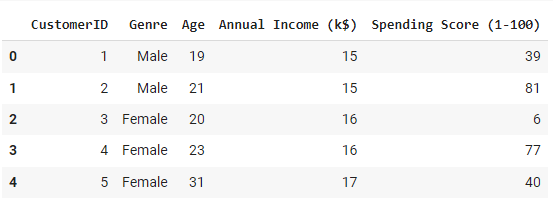 CustomerID Genre Age Annual Income (k$) Spending Score (1-100)
0 1 Male 19 15 39
1 2 Male 21 15 81
2 3 Female 20 16 6
3 4 Female 23 16 77
4 5 Female 31 17 40